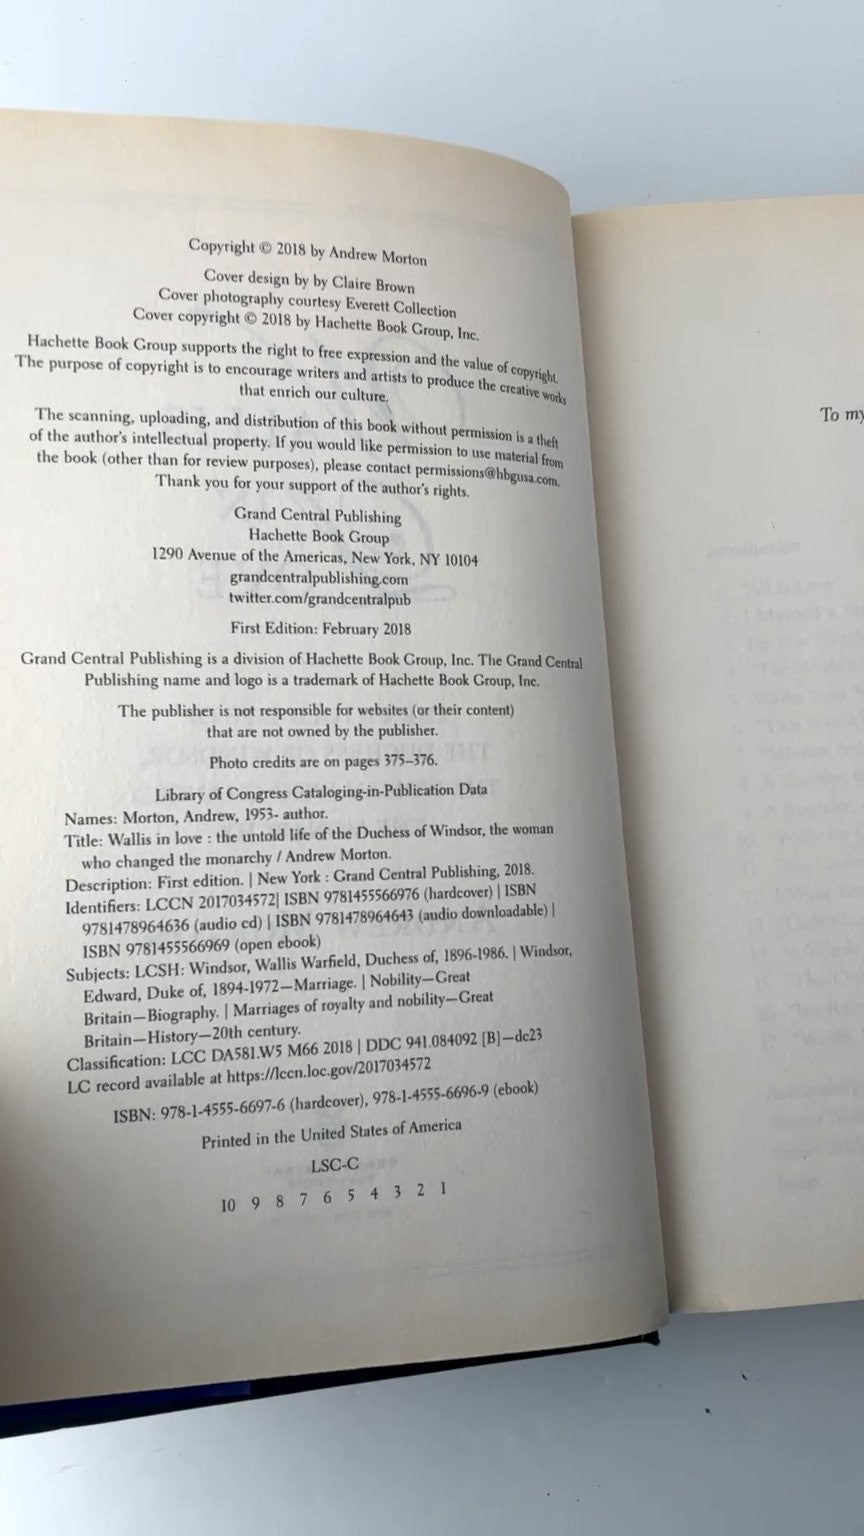 Copyright © 2018 by Andrew Morton
Cover design by by Claire Brown
Cover photography courtesy Everett Collection
Cover copyright © 2018 by Hachette Book Group, Inc.
Hachette Book Group supports the right to free expression and the value of copyright.
The purpose of copyright is to encourage writers and artists to produce the creative works
that enrich our culture.
The scanning, uploading, and distribution of this book without permission is a theft
of the author's intellectual property. If you would like permission to use material from
the book (other than for review purposes), please contact permissions@hbgusa.com.
Thank you for your support of the author's rights.
Grand Central Publishing
Hachette Book Group
1290 Avenue of the Americas, New York, NY 10104
grandcentralpublishing.com
twitter.com/grandcentralpub
First Edition: February 2018
Grand Central Publishing is a division of Hachette Book Group, Inc. The Grand Central
Publishing name and logo is a trademark of Hachette Book Group, Inc.
The publisher is not responsible for websites (or their content)
that are not owned by the publisher.
Photo credits are on pages 375–376.
Library of Congress Cataloging-in-Publication Data
Names: Morton, Andrew, 1953- author.
Title: Wallis in love : the untold life of the Duchess of Windsor, the woman
who changed the monarchy / Andrew Morton.
Description: First edition. | New York : Grand Central Publishing, 2018.
Identifiers: LCCN 2017034572| ISBN 9781455566976 (hardcover) | ISBN
9781478964636 (audio cd) | ISBN 9781478964643 (audio downloadable) |
ISBN 9781455566969 (open ebook)
Subjects: LCSH: Windsor, Wallis Warfield, Duchess of, 1896-1986. | Windsor,
Edward, Duke of, 1894-1972—Marriage. | Nobility—Great
Britain—Biography. | Marriages of royalty and nobility—Great
Britain—History—20th century.
Classification: LCC DA581.W5 M66 2018 | DDC 941.084092 [B]—dc23
LC record available at https://lccn.loc.gov/2017034572
ISBN: 978-1-4555-6697-6 (hardcover), 978-1-4555-6696-9 (ebook)
Printed in the United States of America
LSC-C
10 9 8 7 6 5 4 3 2 1
To my